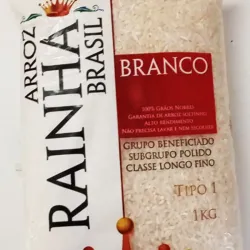 ARROZ
RAINHA
BRASIL
BRANCO
100% GRÃOS NOBRES
GARANTIA DE ARROZ SOLTINHO
ALTO RENDIMENTO
NÃO PRECISA LAVAR E NEM ESCOLHER
GRUPO BENEFICIADO
SUBGRUPO POLIDO
CLASSE LONGO FINO
TIPO 1
1KG